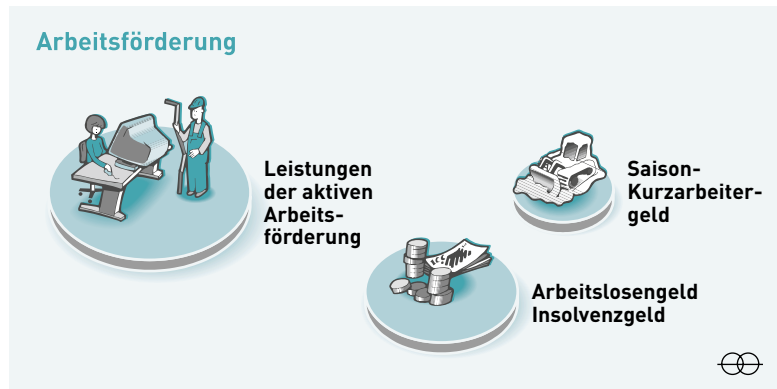 Arbeitsförderung
Leistungen
der aktiven
Arbeits-
förderung
Saison-
Kurzarbeiter-
geld
Arbeitslosengeld
Insolvenzgeld